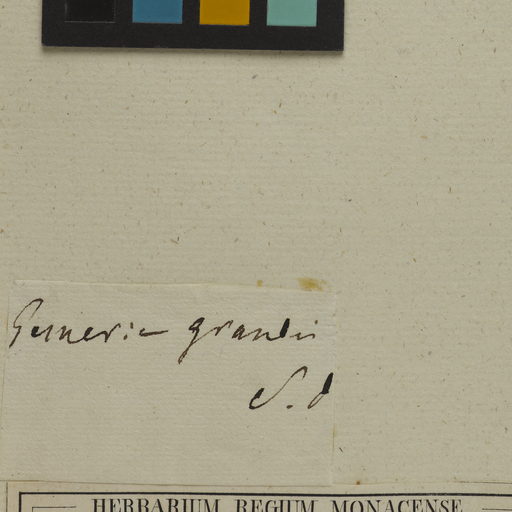 Gesneria grandis
S. d
HERBARIUM REGIUM MONACENSE